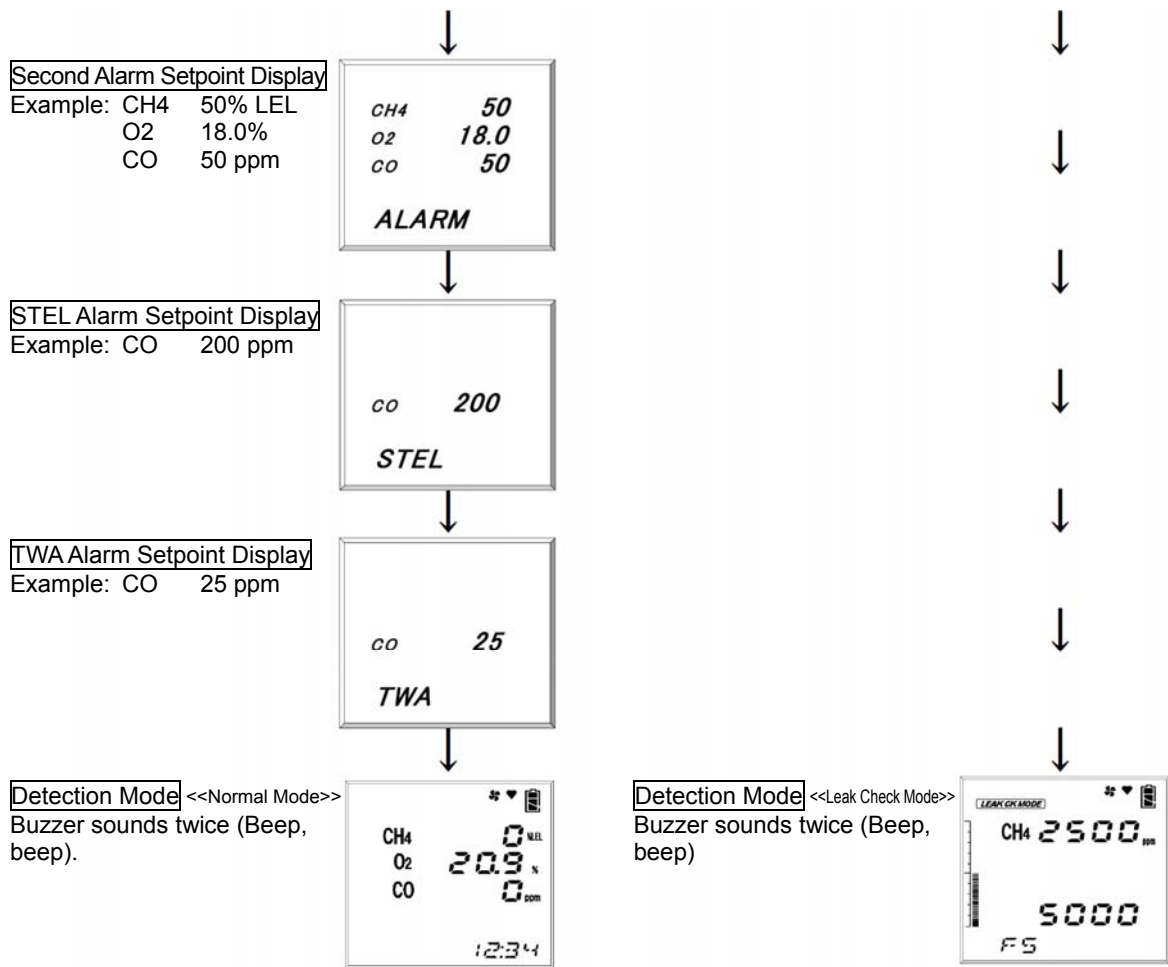 Second Alarm Setpoint Display
Example: CH4 50% LEL
O2 18.0%
CO 50 ppm
CH4 50
O2 18.0
CO 50
ALARM
STEL Alarm Setpoint Display
Example: CO 200 ppm
CO 200
STEL
TWA Alarm Setpoint Display
Example: CO 25 ppm
CO 25
TWA
Detection Mode <<Normal Mode>>
Buzzer sounds twice (Beep,
beep).
CH4 0 %LEL
O2 20.9 %
CO 0 ppm
12:34
Detection Mode <<Leak Check Mode>>
Buzzer sounds twice (Beep,
beep)
LEAK CK MODE
CH4 2500 ppm
5000
FS